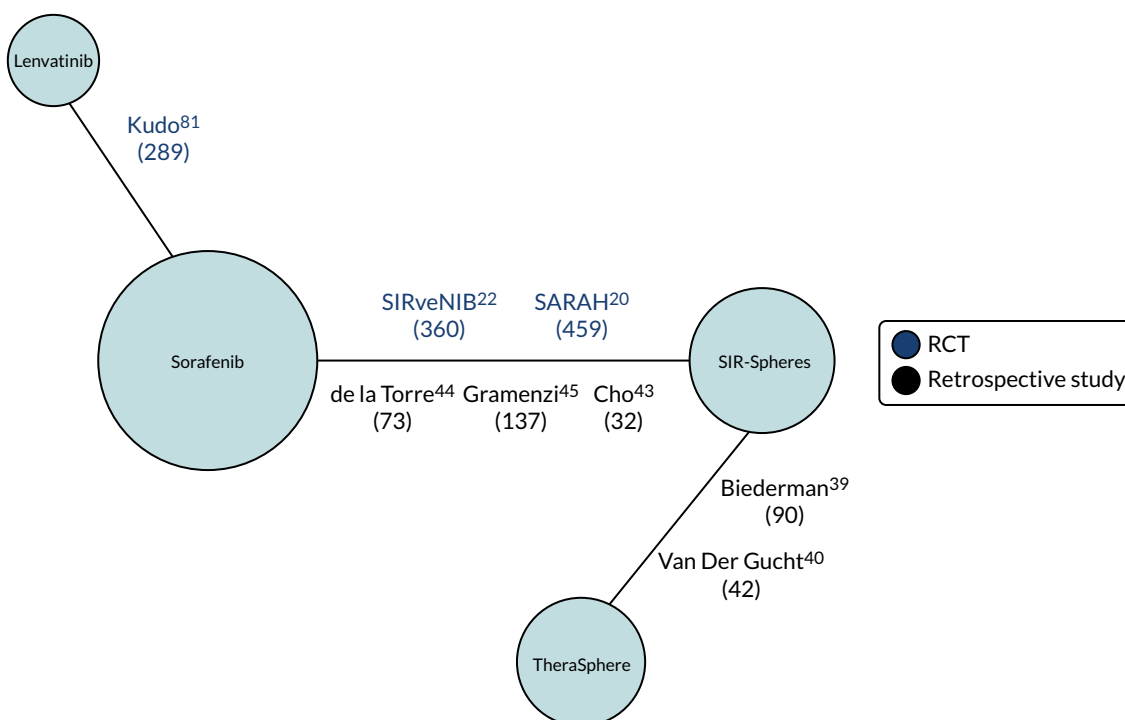 Lenvatinib
Kudo81
(289)
SIRveNIB22 SARAH20
(360) (459)
Sorafenib
SIR-Spheres
RCT
Retrospective study
de la Torre44 Gramenzi45 Cho43
(73) (137) (32)
Biederman39
(90)
Van Der Gucht40
(42)
TheraSphere